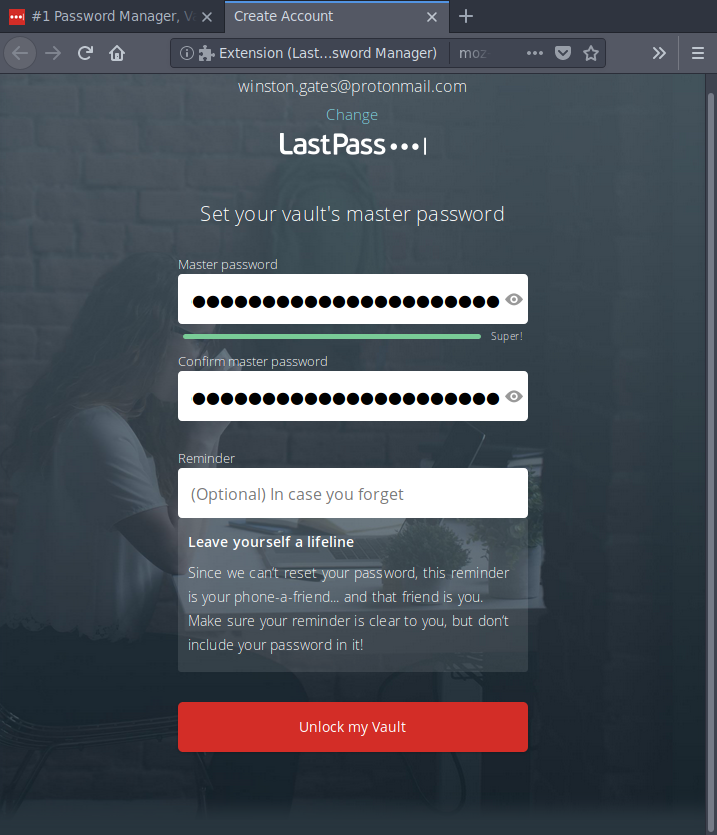 #1 Password Manager, V
Create Account
Extension (Last...sword Manager)
moz-
winston.gates@protonmail.com
Change
LastPass
Set your vault's master password
Master password
Super!
Confirm master password
Reminder
(Optional) In case you forget
Leave yourself a lifeline
Since we can't reset your password, this reminder
is your phone-a-friend... and that friend is you.
Make sure your reminder is clear to you, but don't
include your password in it!
Unlock my Vault